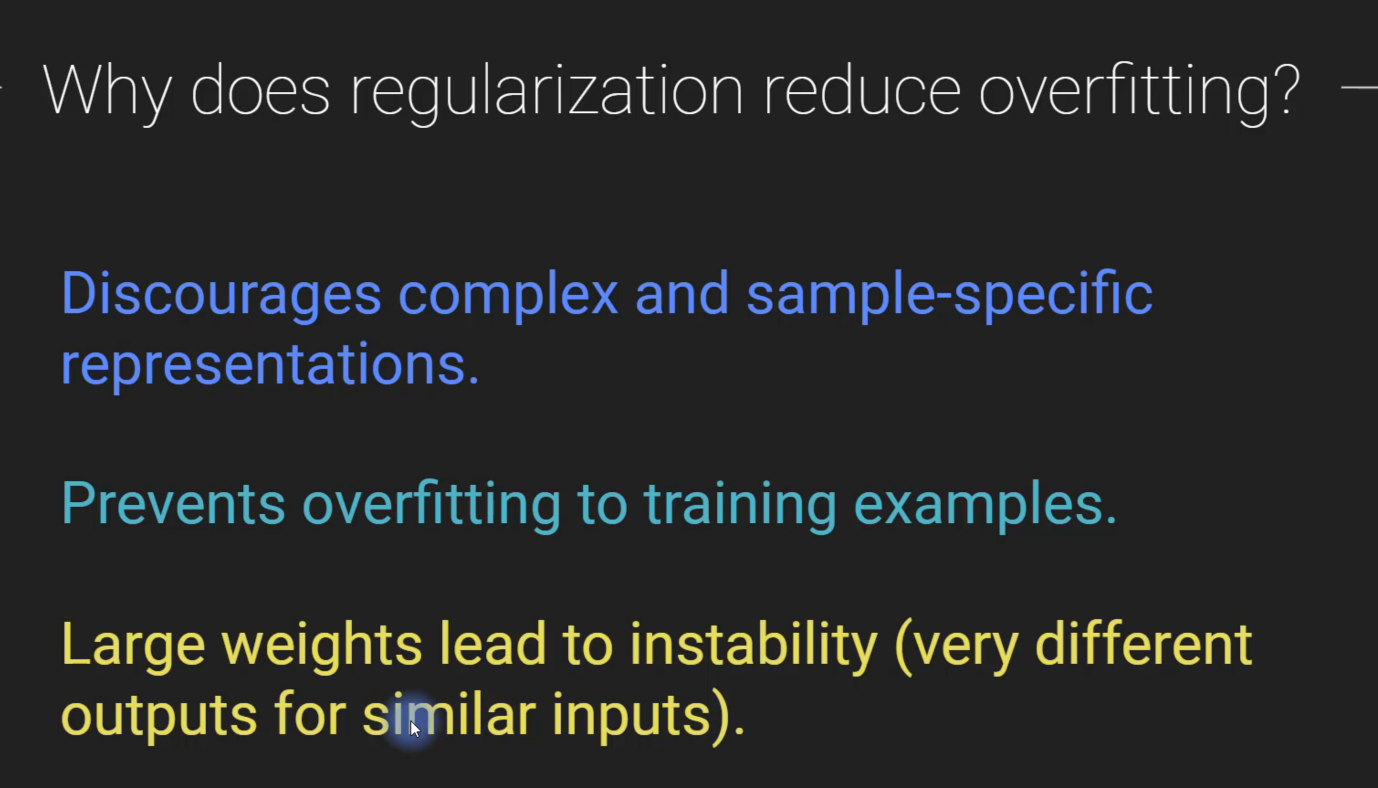 Why does regularization reduce overfitting?
Discourages complex and sample-specific
representations.
Prevents overfitting to training examples.
Large weights lead to instability (very different
outputs for similar inputs).